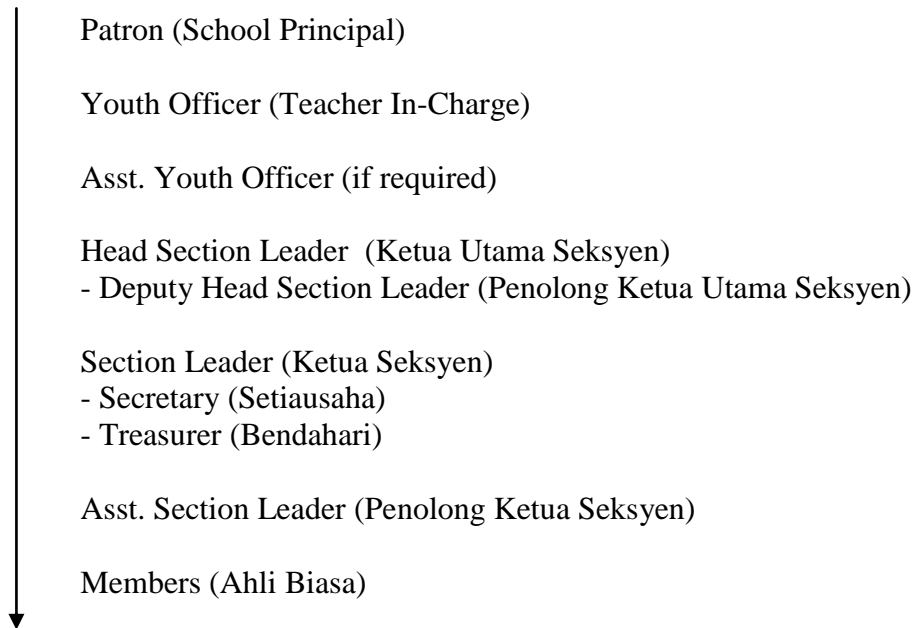 Patron (School Principal)
Youth Officer (Teacher In-Charge)
Asst. Youth Officer (if required)
Head Section Leader  (Ketua Utama Seksyen)
- Deputy Head Section Leader (Penolong Ketua Utama Seksyen)
Section Leader (Ketua Seksyen)
- Secretary (Setiausaha)
- Treasurer (Bendahari)
Asst. Section Leader (Penolong Ketua Seksyen)
Members (Ahli Biasa)